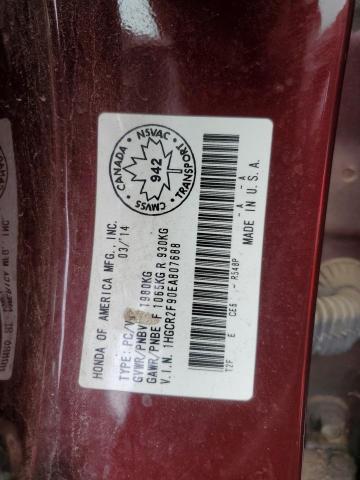 HONDA OF AMERICA MFG., INC.
03/'14
TYPE: PC/V
GVWR/PNBV 1980KG
GAWR/PNBE F 1065KG R 930KG
V.I.N. 1HGCR2F90EA807688
CANADA
NSVAC
TRANSPORT
CMVSS
942
T2F E CE6 - R548P - A - A
MADE IN U.S.A.